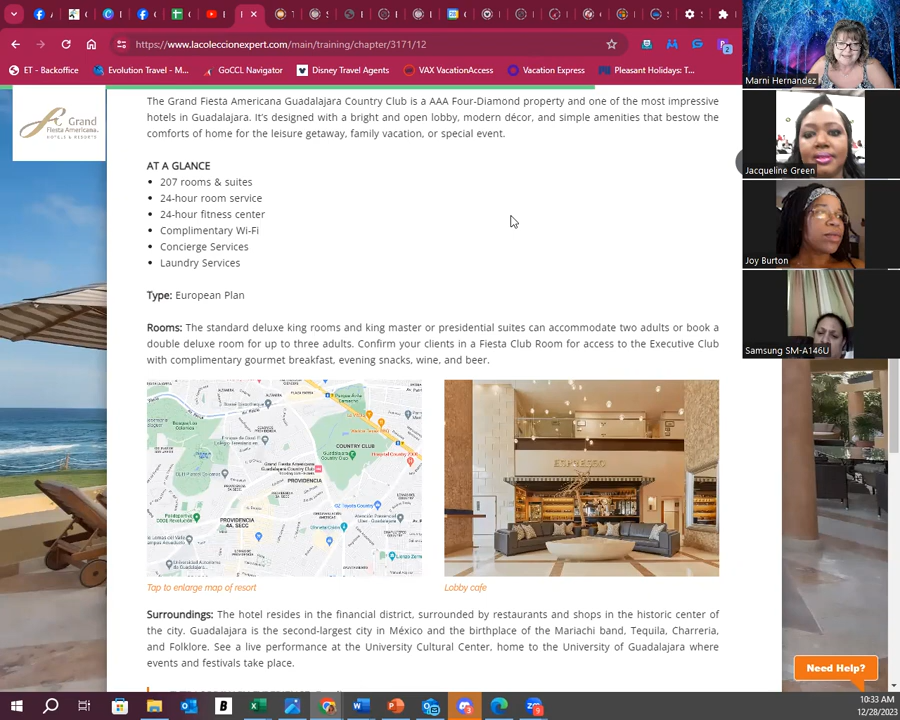 https://www.lacoleccionexpert.com/main/training/chapter/3171/12
ET - Backoffice
Evolution Travel - M...
GoCCL Navigator
Disney Travel Agents
VAX VacationAccess
Vacation Express
Pleasant Holidays: T...
Grand
Fiesta Americana.
HOTELS & RESORTS
The Grand Fiesta Americana Guadalajara Country Club is a AAA Four-Diamond property and one of the most impressive
hotels in Guadalajara. It's designed with a bright and open lobby, modern décor, and simple amenities that bestow the
comforts of home for the leisure getaway, family vacation, or special event.
AT A GLANCE
• 207 rooms & suites
• 24-hour room service
• 24-hour fitness center
• Complimentary Wi-Fi
• Concierge Services
• Laundry Services
Type: European Plan
Rooms: The standard deluxe king rooms and king master or presidential suites can accommodate two adults or book a
double deluxe room for up to three adults. Confirm your clients in a Fiesta Club Room for access to the Executive Club
with complimentary gourmet breakfast, evening snacks, wine, and beer.
COUNTRY CLUB
Grand Fiesta Americana
Guadalajara Country Club
PROVIDENCIA
PROVIDENCIA
4A. SECC
ESPRESSO
Tap to enlarge map of resort
Lobby cafe
Surroundings: The hotel resides in the financial district, surrounded by restaurants and shops in the historic center of
the city. Guadalajara is the second-largest city in México and the birthplace of the Mariachi band, Tequila, Charreria,
and Folklore. See a live performance at the University Cultural Center, home to the University of Guadalajara where
events and festivals take place.
Need Help?
Marni Hernandez
Jacqueline Green
Joy Burton
Samsung SM-A146U
10:33 AM
12/28/2023